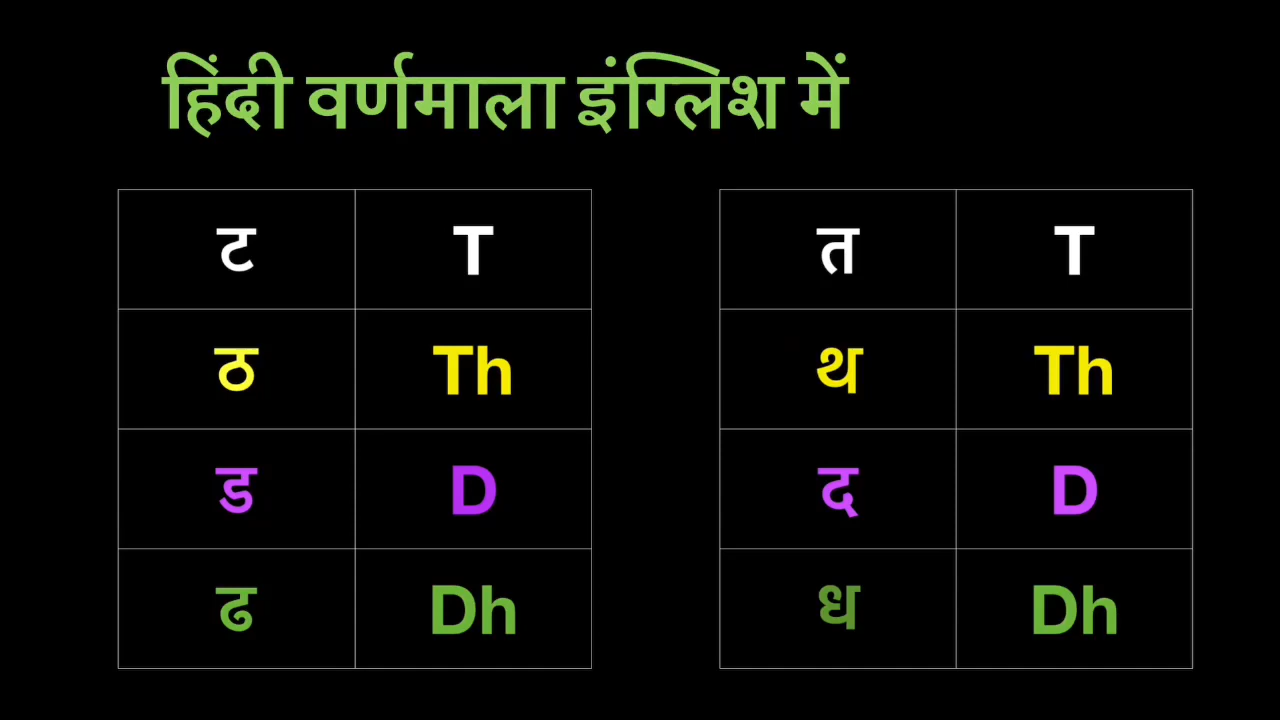 हिंदी वर्णमाला इंग्लिश में
ट T त T
ठ Th थ Th
ड D द D
ढ Dh ध Dh